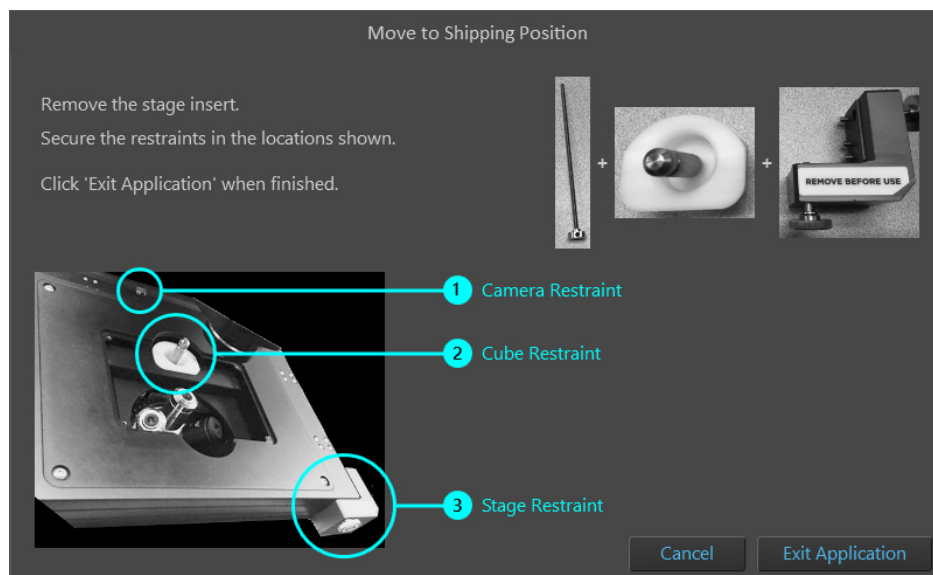 Move to Shipping Position
Remove the stage insert.
Secure the restraints in the locations shown.
Click 'Exit Application' when finished.
+
+
REMOVE BEFORE USE
1 Camera Restraint
2 Cube Restraint
3 Stage Restraint
Cancel
Exit Application